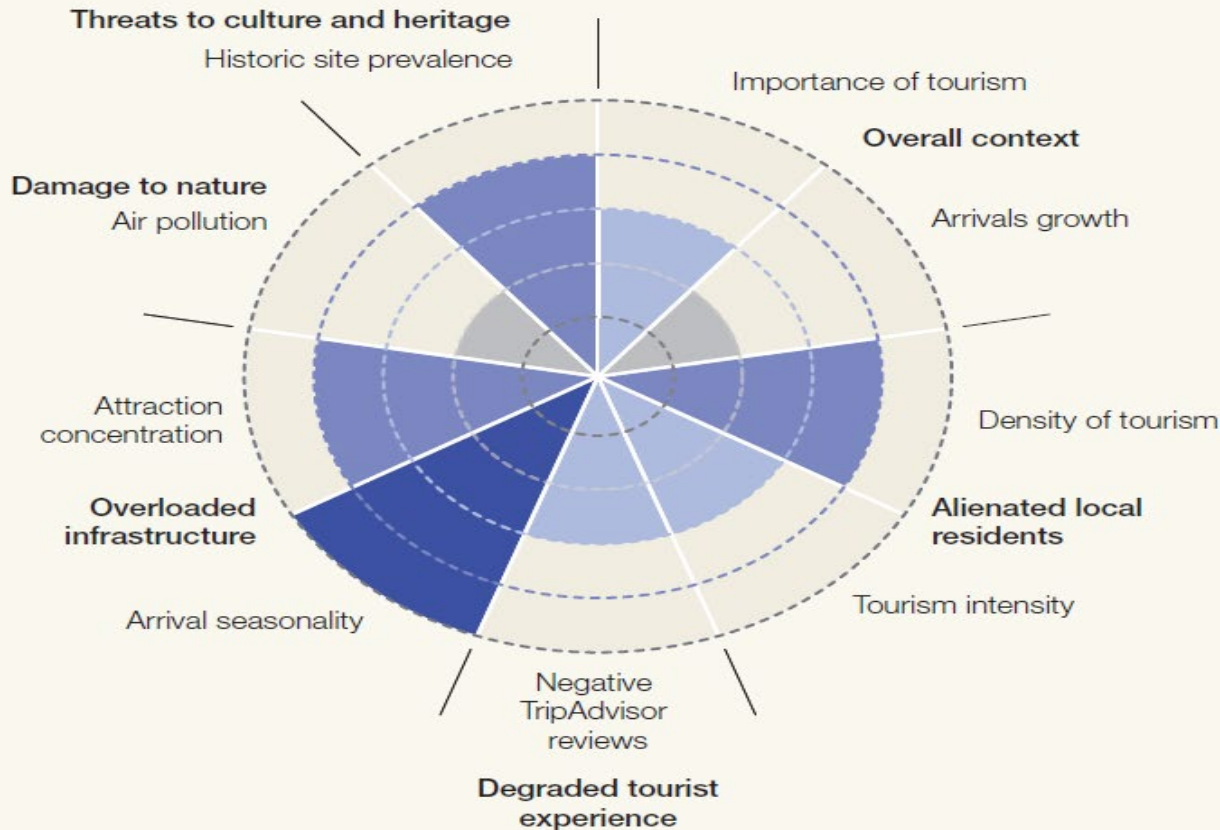 Threats to culture and heritage
Historic site prevalence
Importance of tourism
Overall context
Damage to nature
Air pollution
Arrivals growth
Attraction
concentration
Density of tourism
Overloaded
infrastructure
Alienated local
residents
Arrival seasonality
Tourism intensity
Negative
TripAdvisor
reviews
Degraded tourist
experience